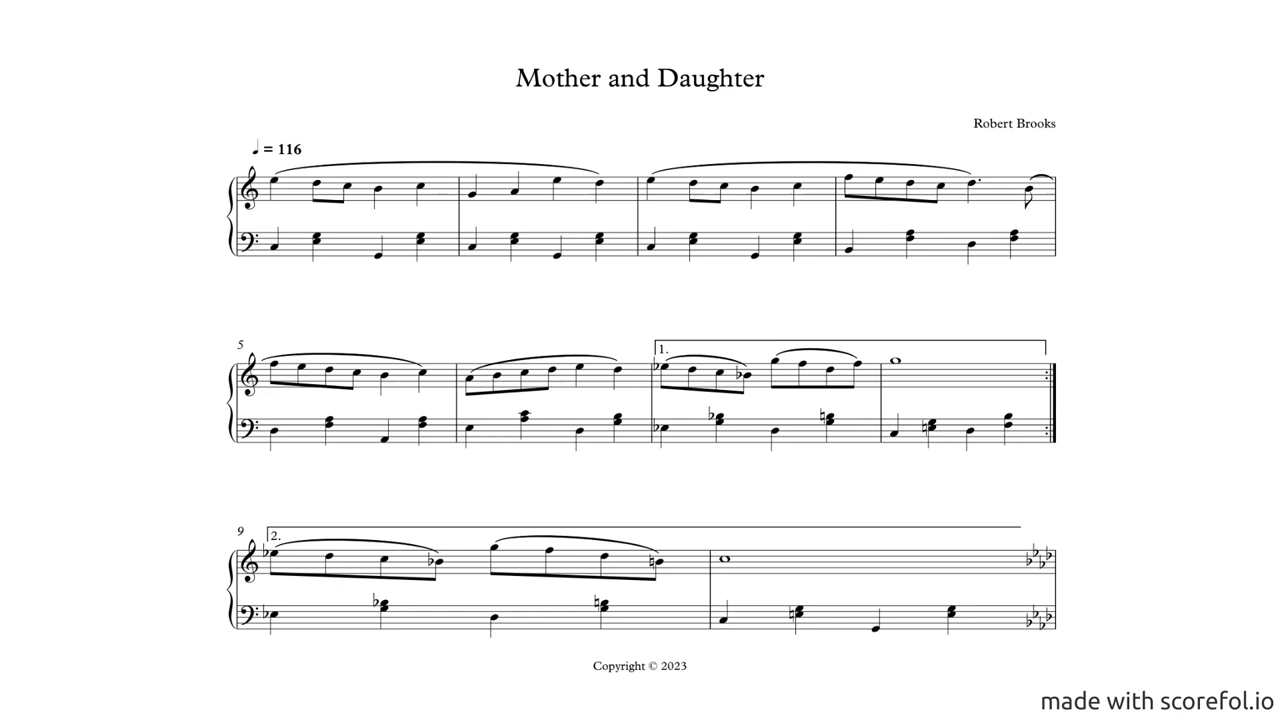 Mother and Daughter
Robert Brooks
♩ = 116
5
1.
9
2.
Copyright © 2023
made with scorefol.io